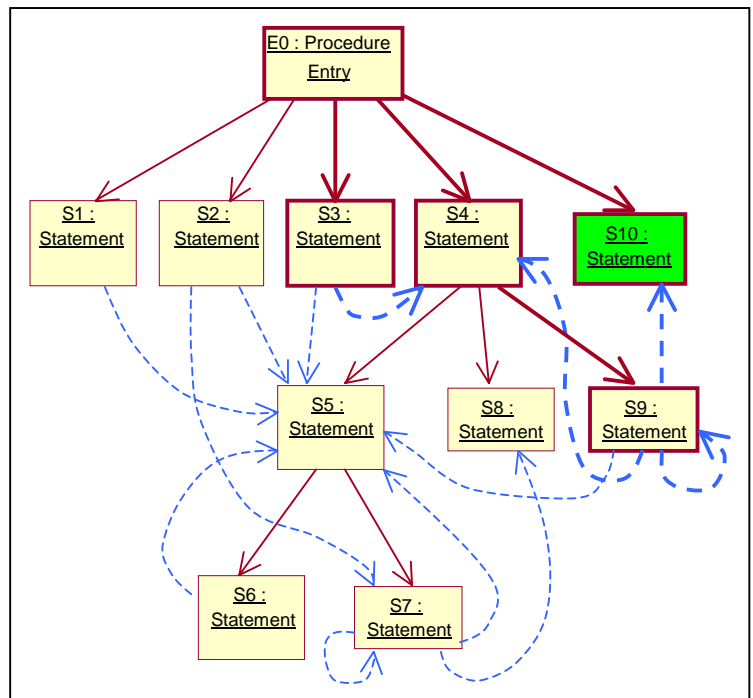 E0 : Procedure
Entry
S1 :
Statement
S2 :
Statement
S3 :
Statement
S4 :
Statement
S10 :
Statement
S5 :
Statement
S8 :
Statement
S9 :
Statement
S6 :
Statement
S7 :
Statement